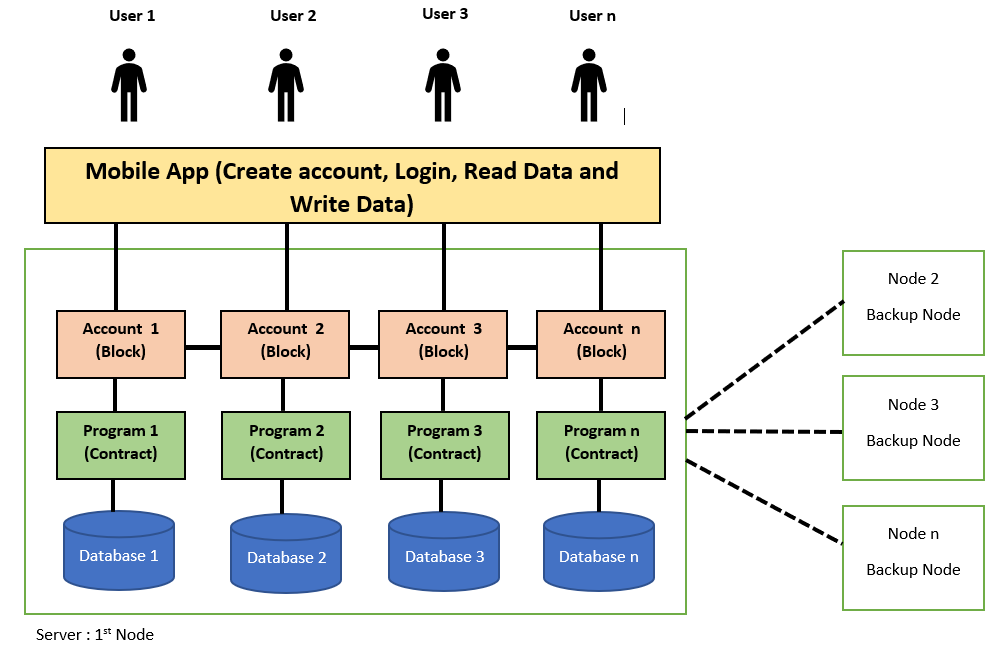 User 1
User 2
User 3
User n
Mobile App (Create account, Login, Read Data and
Write Data)
Account 1
(Block)
Account 2
(Block)
Account 3
(Block)
Account n
(Block)
Program 1
(Contract)
Program 2
(Contract)
Program 3
(Contract)
Program n
(Contract)
Database 1
Database 2
Database 3
Database n
Server : 1st Node
Node 2
Backup Node
Node 3
Backup Node
Node n
Backup Node